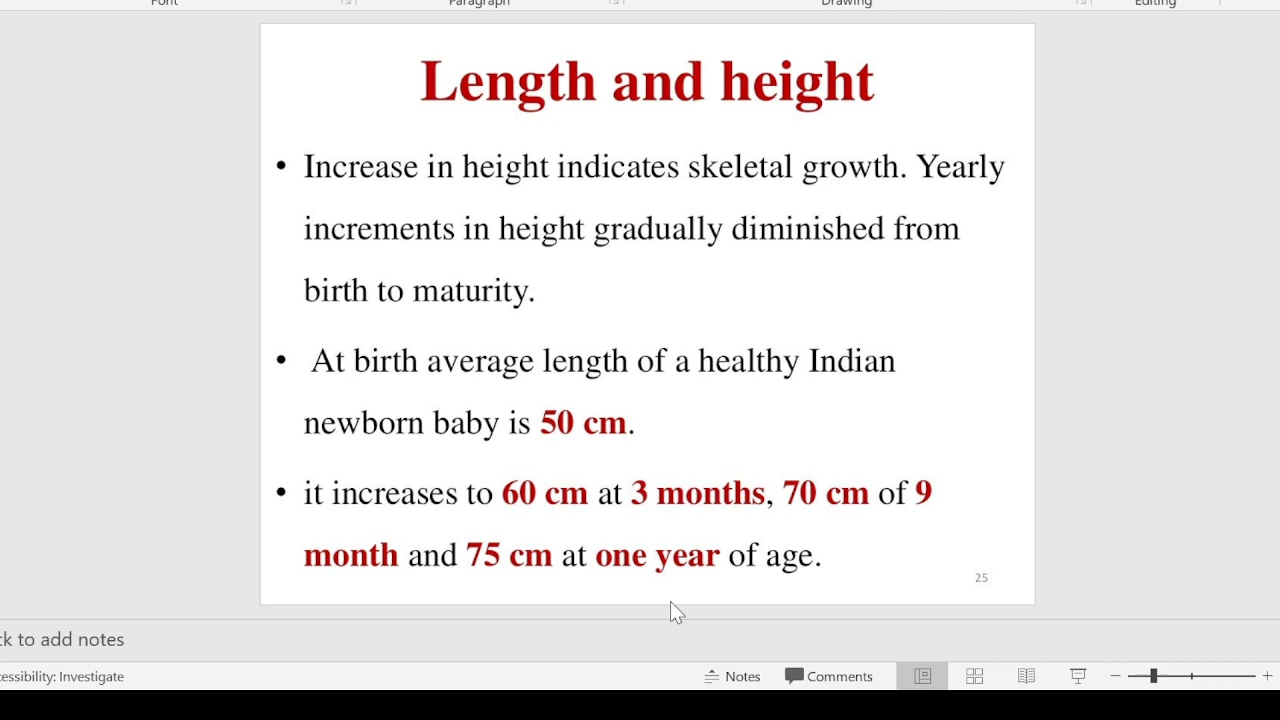 Font Paragraph Drawing Editing
Length and height
• Increase in height indicates skeletal growth. Yearly
increments in height gradually diminished from
birth to maturity.
• At birth average length of a healthy Indian
newborn baby is 50 cm.
• it increases to 60 cm at 3 months, 70 cm of 9
month and 75 cm at one year of age.
25
ck to add notes
cessibility: Investigate Notes Comments